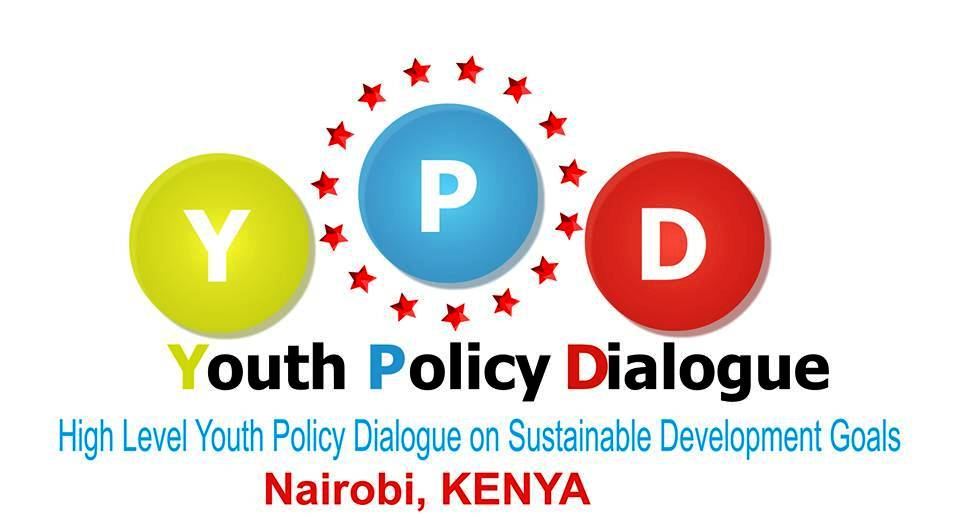 Y P D
Youth Policy Dialogue
High Level Youth Policy Dialogue on Sustainable Development Goals
Nairobi, KENYA